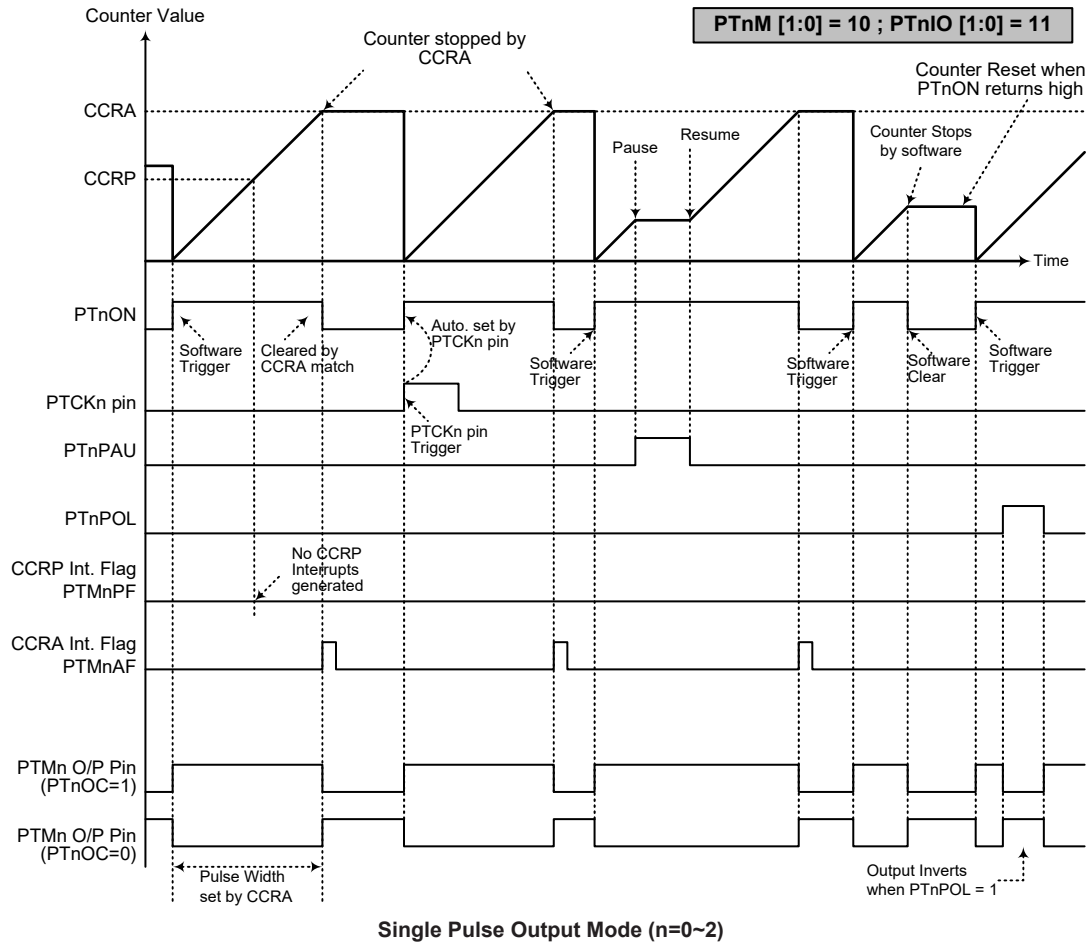 Counter Value
PTnM [1:0] = 10 ; PTnIO [1:0] = 11
Counter stopped by
CCRA
Counter Reset when
PTnON returns high
CCRA
Pause
Resume
Counter Stops
by software
CCRP
Time
PTnON
Software
Trigger
Cleared by
CCRA match
Auto. set by
PTCKn pin
Software
Trigger
Software
Trigger
Software
Clear
Software
Trigger
PTCKn pin
PTCKn pin
Trigger
PTnPAU
PTnPOL
No CCRP
Interrupts
generated
CCRP Int. Flag
PTMnPF
CCRA Int. Flag
PTMnAF
PTMn O/P Pin
(PTnOC=1)
PTMn O/P Pin
(PTnOC=0)
Pulse Width
set by CCRA
Output Inverts
when PTnPOL = 1
Single Pulse Output Mode (n=0~2)